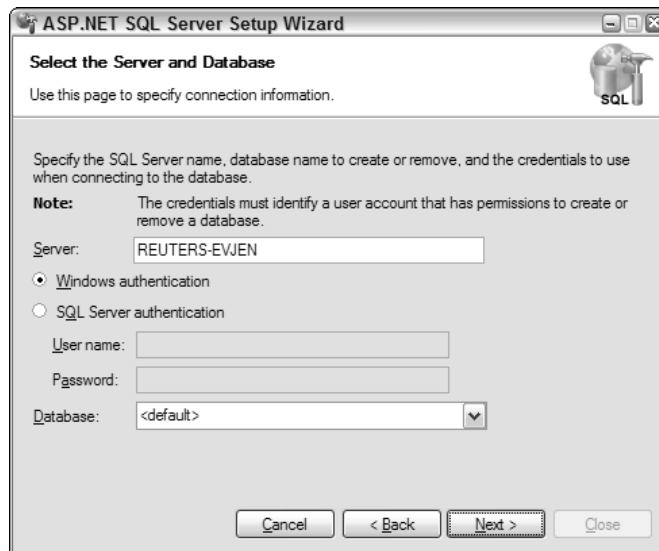 ASP.NET SQL Server Setup Wizard
Select the Server and Database
Use this page to specify connection information.
SQL
Specify the SQL Server name, database name to create or remove, and the credentials to use
when connecting to the database.
Note: The credentials must identify a user account that has permissions to create or
remove a database.
Server: REUTERS-EVJEN
Windows authentication
SQL Server authentication
User name:
Password:
Database: <default>
Cancel < Back Next > Close